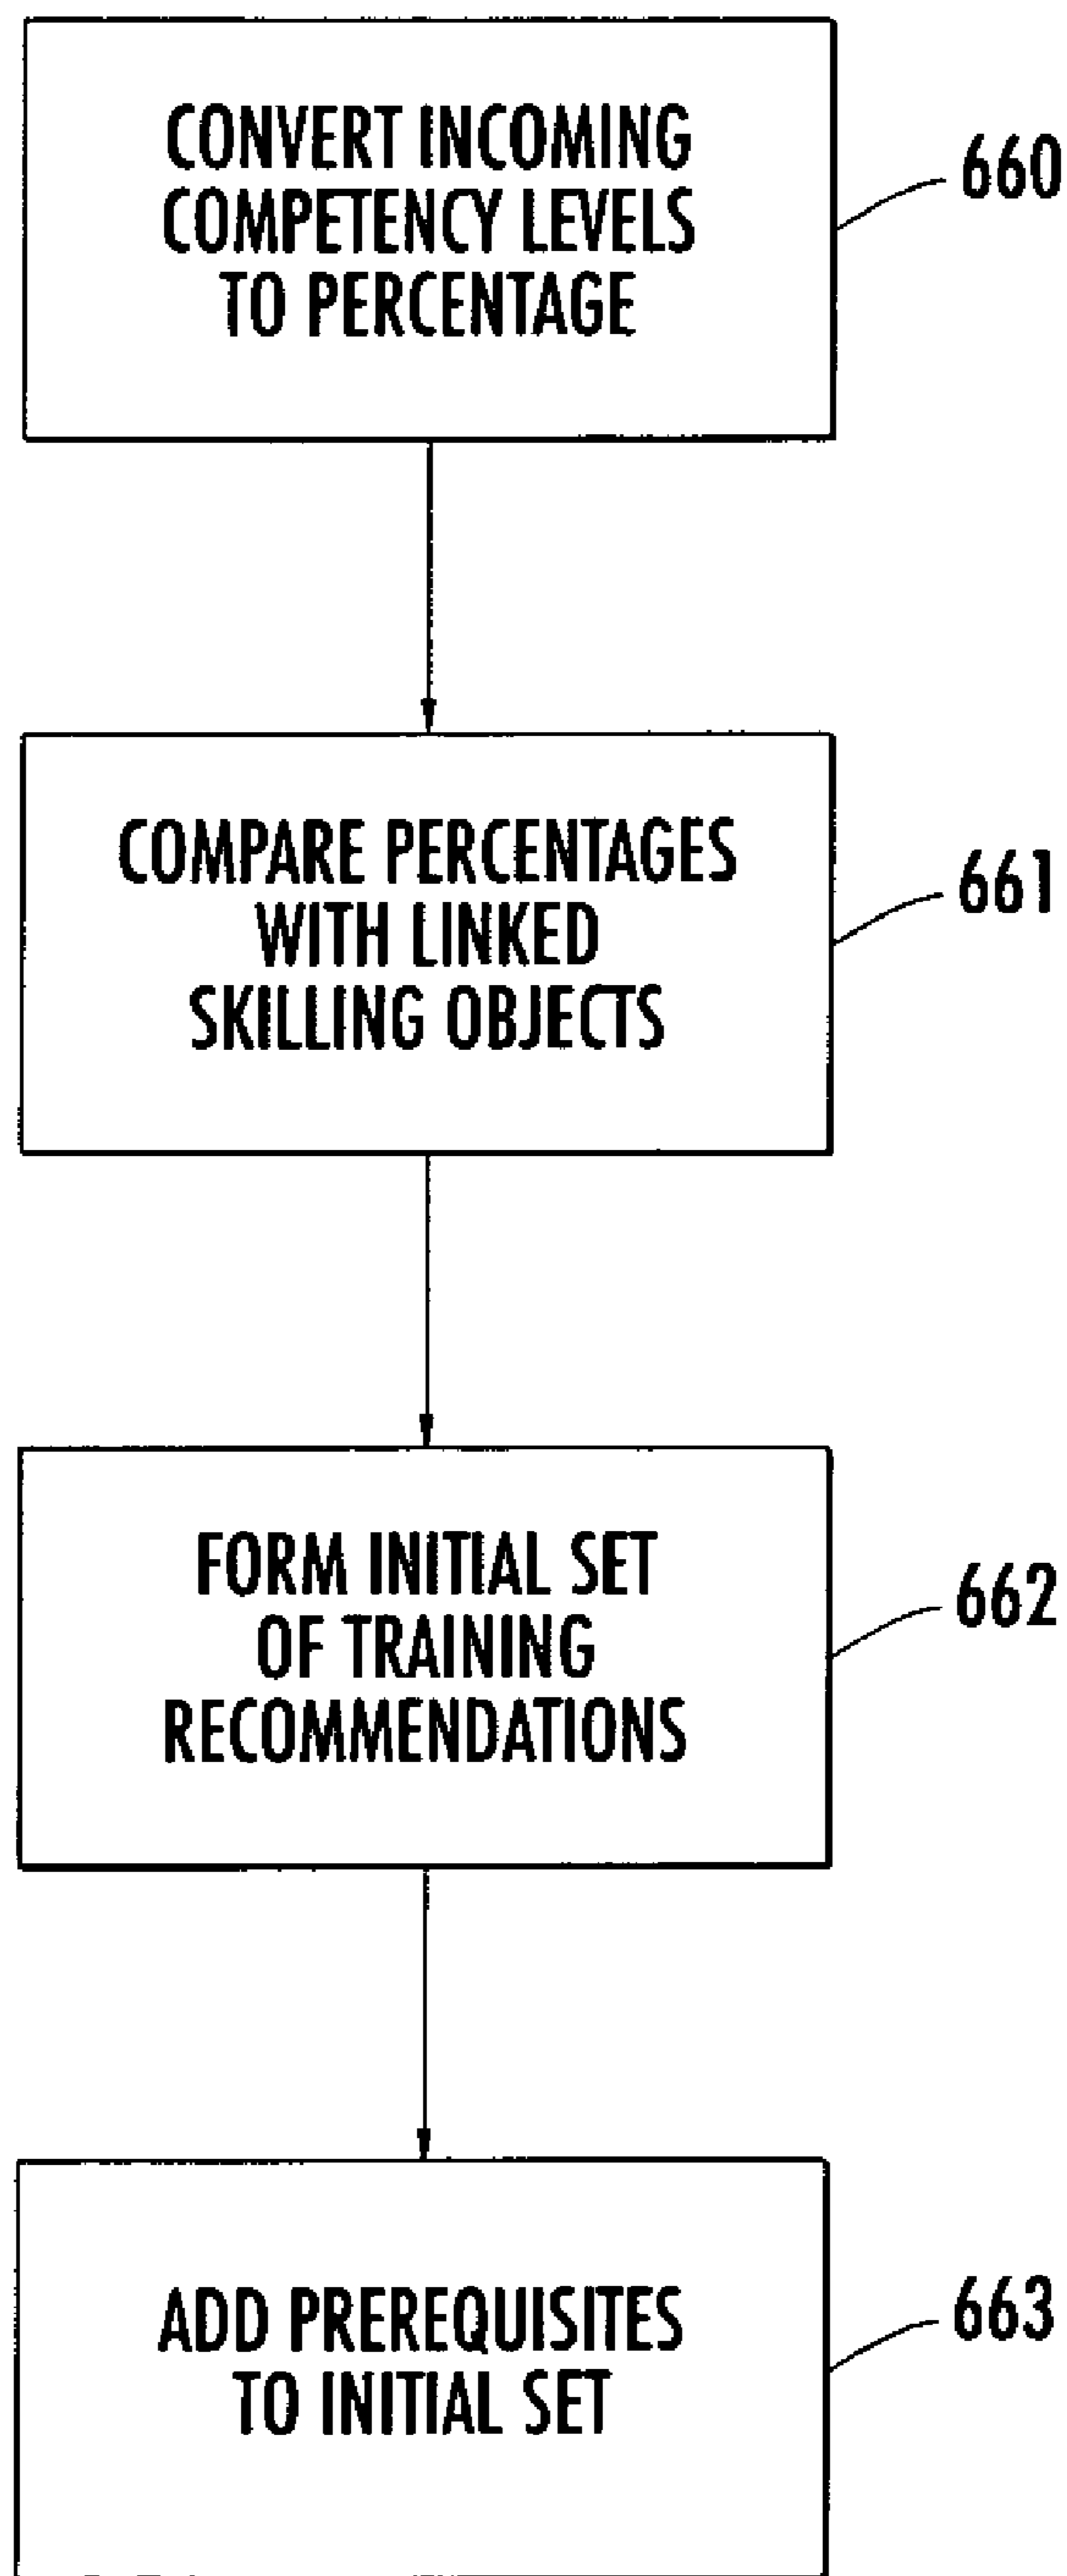 CONVERT INCOMING
COMPETENCY LEVELS
TO PERCENTAGE
660
COMPARE PERCENTAGES
WITH LINKED
SKILLING OBJECTS
661
FORM INITIAL SET
OF TRAINING
RECOMMENDATIONS
662
ADD PREREQUISITES
TO INITIAL SET
663